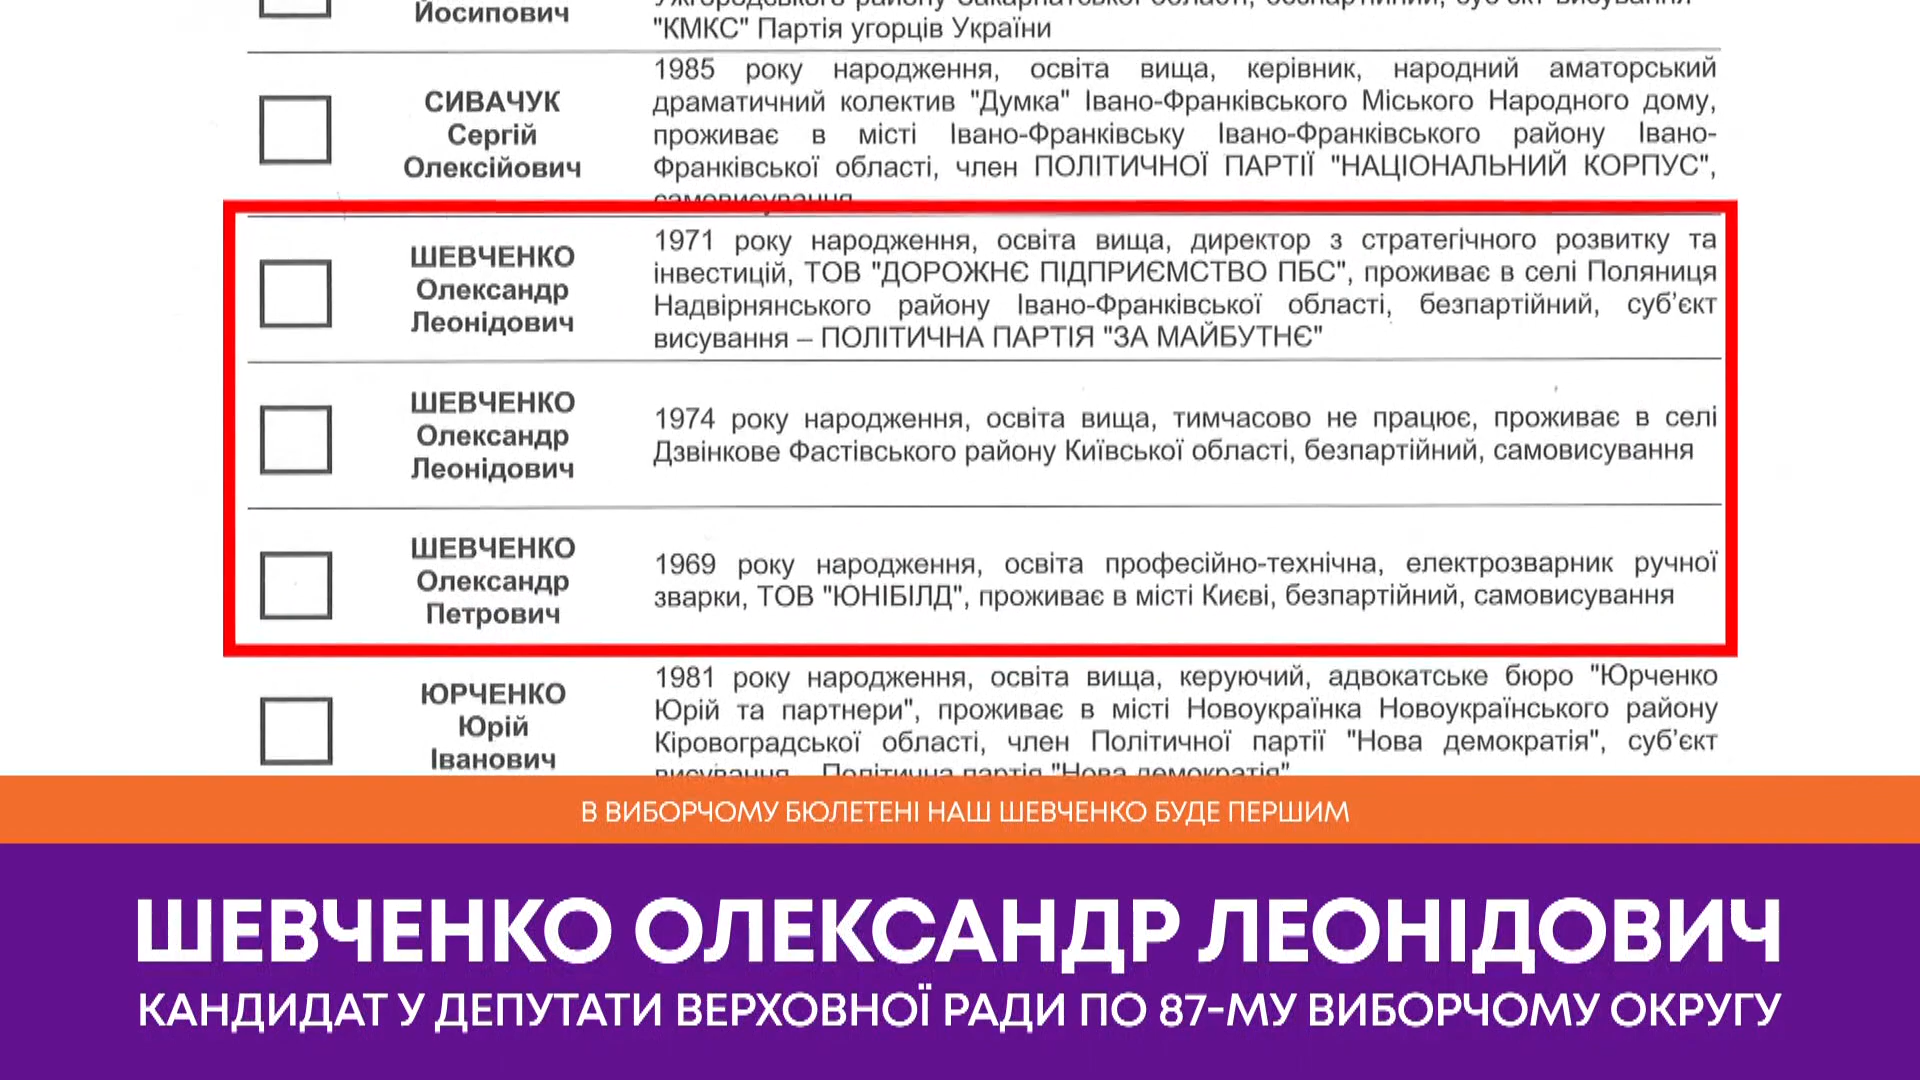 Йосипович
"КМКС" Партія угорців України
СИВАЧУК
Сергій
Олексійович
1985 року народження, освіта вища, керівник, народний аматорський
драматичний колектив "Думка" Івано-Франківського Міського Народного дому,
проживає в місті Івано-Франківську Івано-Франківського району Івано-
Франківської області, член ПОЛІТИЧНОЇ ПАРТІЇ "НАЦІОНАЛЬНИЙ КОРПУС",
самовисування
ШЕВЧЕНКО
Олександр
Леонідович
1971 року народження, освіта вища, директор з стратегічного розвитку та
інвестицій, ТОВ "ДОРОЖНЄ ПІДПРИЄМСТВО ПБС", проживає в селі Поляниця
Надвірнянського району Івано-Франківської області, безпартійний, суб'єкт
висування – ПОЛІТИЧНА ПАРТІЯ "ЗА МАЙБУТНЄ"
ШЕВЧЕНКО
Олександр
Леонідович
1974 року народження, освіта вища, тимчасово не працює, проживає в селі
Дзвінкове Фастівського району Київської області, безпартійний, самовисування
ШЕВЧЕНКО
Олександр
Петрович
1969 року народження, освіта професійно-технічна, електрозварник ручної
зварки, ТОВ "ЮНІБІЛД", проживає в місті Києві, безпартійний, самовисування
ЮРЧЕНКО
Юрій
Іванович
1981 року народження, освіта вища, керуючий, адвокатське бюро "Юрченко
Юрій та партнери", проживає в місті Новоукраїнка Новоукраїнського району
Кіровоградської області, член Політичної партії "Нова демократія", суб'єкт
висування – Політична партія "Нова демократія"
В ВИБОРЧОМУ БЮЛЕТЕНІ НАШ ШЕВЧЕНКО БУДЕ ПЕРШИМ
ШЕВЧЕНКО ОЛЕКСАНДР ЛЕОНІДОВИЧ
КАНДИДАТ У ДЕПУТАТИ ВЕРХОВНОЇ РАДИ ПО 87-МУ ВИБОРЧОМУ ОКРУГУ